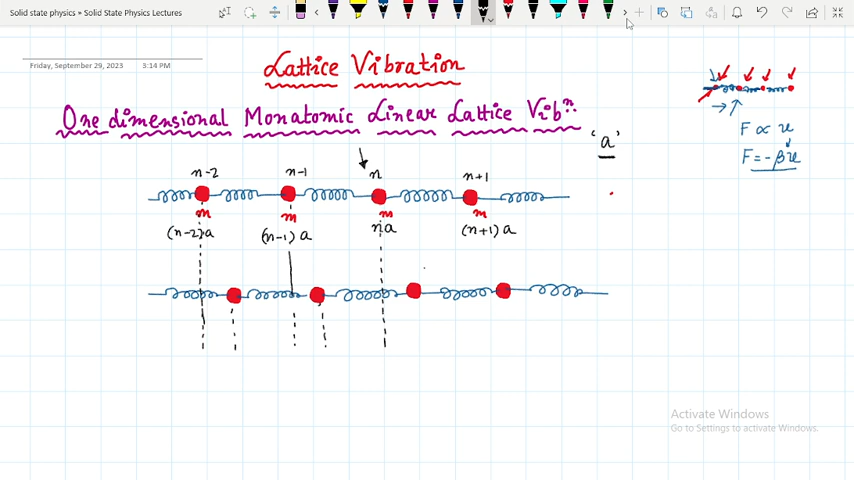 Solid state physics » Solid State Physics Lectures
Friday, September 29, 2023 3:14 PM
Lattice Vibration
One dimensional Monatomic Linear Lattice Vibⁿ
'a'
F ∝ x
F = -βx
n-2 n-1 n n+1
m m m m
(n-2)a (n-1) a na (n+1) a
Activate Windows
Go to Settings to activate Windows.